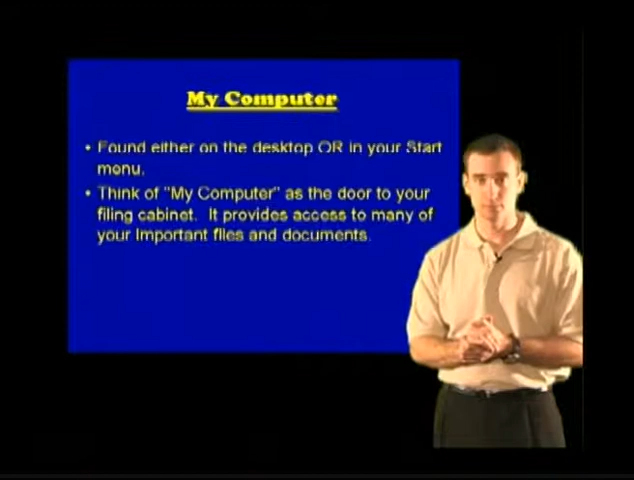 My Computer
• Found either on the desktop OR in your Start
menu.
• Think of "My Computer" as the door to your
filing cabinet. It provides access to many of
your important files and documents.